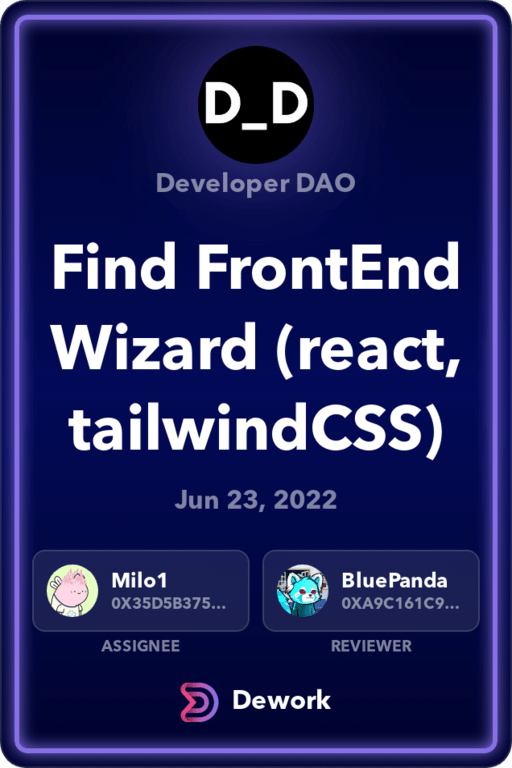 D_D
Developer DAO
Find FrontEnd
Wizard (react,
tailwindCSS)
Jun 23, 2022
Milo1
0X35D5B375...
ASSIGNEE
BluePanda
0XA9C161C9...
REVIEWER
Dework